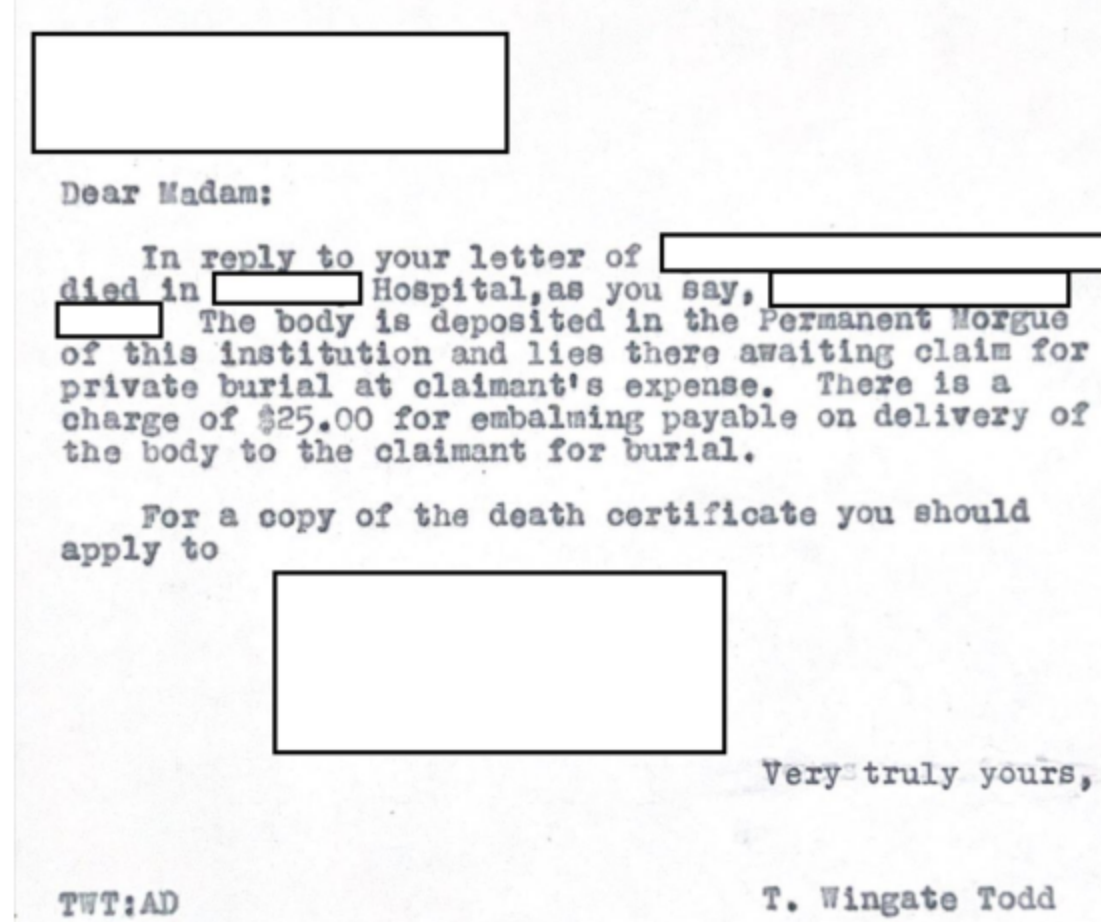 Dear Madam:
In reply to your letter of
died in Hospital,as you say,
The body is deposited in the Permanent Morgue
of this institution and lies there awaiting claim for
private burial at claimant's expense. There is a
charge of $25.00 for embalming payable on delivery of
the body to the claimant for burial.
For a copy of the death certificate you should
apply to
Very truly yours,
TWT:AD T. Wingate Todd